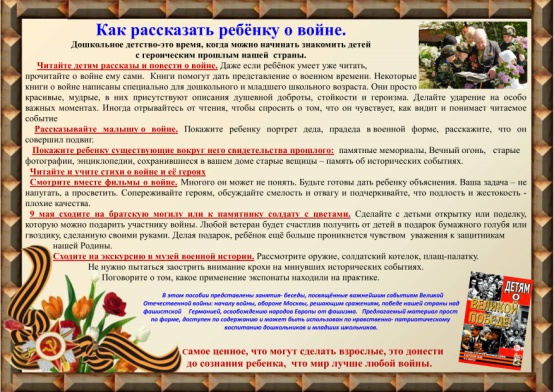 Как рассказать ребёнку о войне.
Дошкольное детство-это время, когда можно начинать знакомить детей
с героическим прошлым нашей страны.
Читайте детям рассказы и повести о войне. Даже если ребёнок умеет уже читать,
прочитайте о войне ему сами. Книги помогут дать представление о военном времени. Некоторые
книги о войне написаны специально для дошкольного и младшего школьного возраста. Они просто
красивые, мудрые, в них присутствуют описания душевной доброты, стойкости и героизма. Делайте ударение на особо
важных моментах. Иногда отрывайтесь от чтения, чтобы спросить о том, что он чувствует, как видит и понимает читаемое
событие
Рассказывайте малышу о войне. Покажите ребенку портрет деда, прадеда в военной форме, расскажите, что он
совершил подвиг.
Покажите ребенку существующие вокруг него свидетельства прошлого: памятные мемориалы, Вечный огонь, старые
фотографии, энциклопедии, сохранившиеся в вашем доме старые вещицы – память об исторических событиях.
Читайте и учите стихи о войне и её героях
Смотрите вместе фильмы о войне. Многого он может не понять. Будьте готовы дать ребенку объяснения. Ваша задача – не
напугать, а просветить. Сопереживайте героям, обсуждайте смелость и отвагу и подчеркивайте, что подлость и жестокость -
плохие качества.
9 мая сходите на братскую могилу или к памятнику солдату с цветами. Сделайте с детьми открытку или поделку,
которую можно подарить участнику войны. Любой ветеран будет счастлив получить от детей в подарок бумажного голубя или
гвоздику, сделанную своими руками. Делая подарок, ребёнок ещё больше проникнется чувством уважения к защитникам
нашей Родины.
Сходите на экскурсию в музей военной истории. Рассмотрите оружие, солдатский котелок, плащ-палатку.
Не нужно пытаться заострить внимание крохи на минувших исторических событиях.
Поговорите о том, какое применение экспонаты находили на практике.
В этом пособии представлены занятия- беседы, посвящённые важнейшим событиям Великой
Отечественной войны: началу войны, обороне Москвы, решающим сражениям, победе нашей страны над
фашистской Германией, освобождению народов Европы от фашизма. Предлагаемый материал прост
по форме, доступен по содержанию и может быть использован по нравственно- патриотическому
воспитанию дошкольников и младших школьников.
ДЕТЯМ
О
ВЕЛИКОЙ
ПОБЕДЕ!
Самое ценное, что могут сделать взрослые, это донести
до сознания ребенка, что мир лучше любой войны.